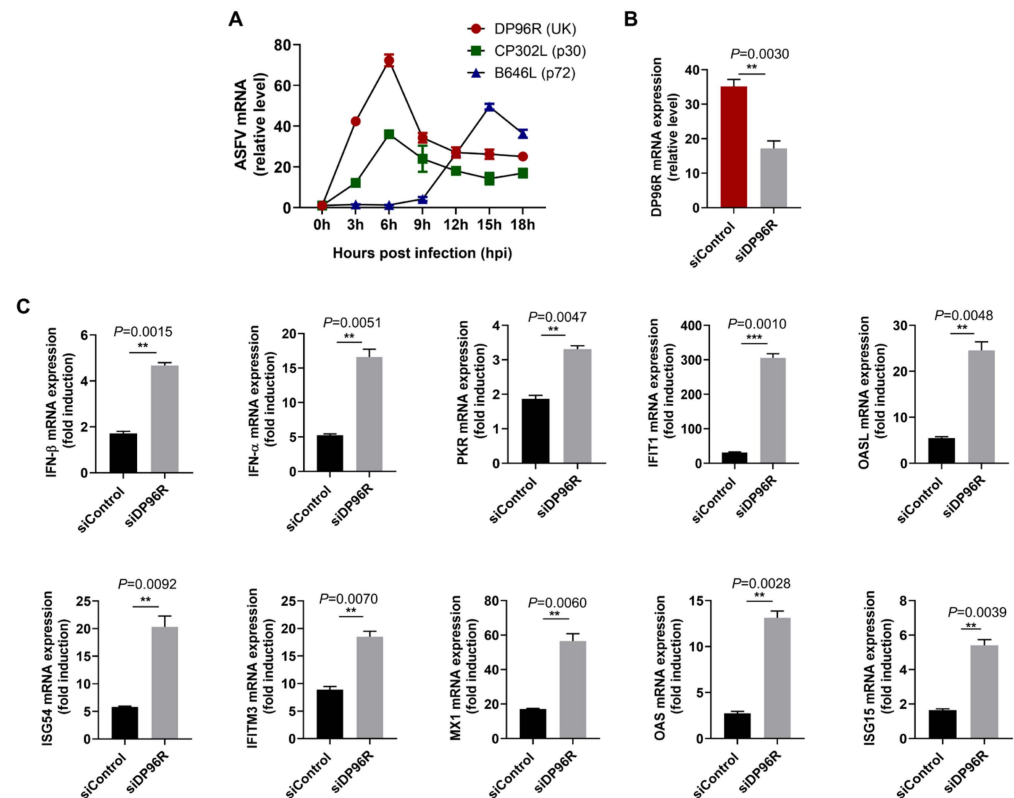 A
DP96R (UK)
CP302L (p30)
B646L (p72)
ASFV mRNA
(relative level)
80
60
40
20
0
0h 3h 6h 9h 12h 15h 18h
Hours post infection (hpi)
B
P=0.0030
**
DP96R mRNA expression
(relative level)
40
30
20
10
0
siControl
siDP96R
C
P=0.0015
**
IFN-β mRNA expression
(fold induction)
6
4
2
0
siControl
siDP96R
P=0.0051
**
IFN-α mRNA expression
(fold induction)
20
15
10
5
0
siControl
siDP96R
P=0.0047
**
PKR mRNA expression
(fold induction)
4
3
2
1
0
siControl
siDP96R
P=0.0010
***
IFIT1 mRNA expression
(fold induction)
400
300
200
100
0
siControl
siDP96R
P=0.0048
**
OASL mRNA expression
(fold induction)
30
20
10
0
siControl
siDP96R
P=0.0092
**
ISG54 mRNA expression
(fold induction)
25
20
15
10
5
0
siControl
siDP96R
P=0.0070
**
IFITM3 mRNA expression
(fold induction)
25
20
15
10
5
0
siControl
siDP96R
P=0.0060
**
MX1 mRNA expression
(fold induction)
80
60
40
20
0
siControl
siDP96R
P=0.0028
**
OAS mRNA expression
(fold induction)
15
10
5
0
siControl
siDP96R
P=0.0039
**
ISG15 mRNA expression
(fold induction)
8
6
4
2
0
siControl
siDP96R